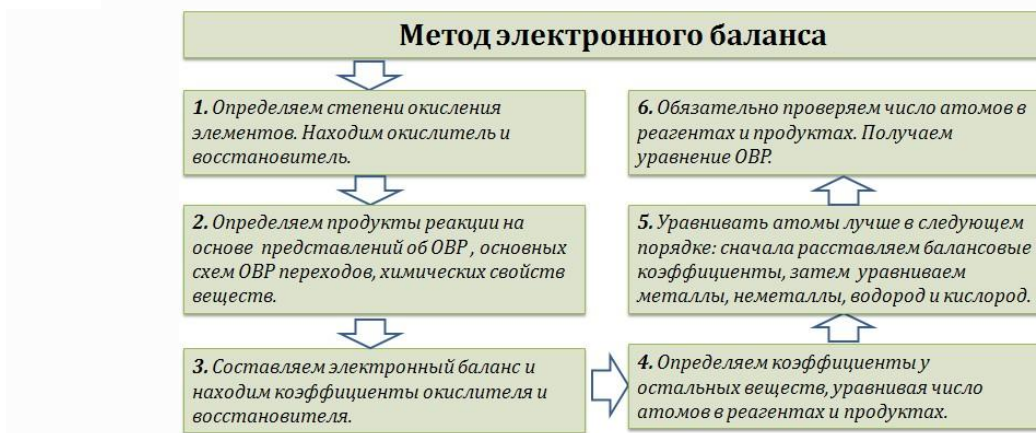 Метод электронного баланса
1. Определяем степени окисления
элементов. Находим окислитель и
восстановитель.
2. Определяем продукты реакции на
основе представлений об ОВР , основных
схем ОВР переходов, химических свойств
веществ.
3. Составляем электронный баланс и
находим коэффициенты окислителя и
восстановителя.
4. Определяем коэффициенты у
остальных веществ, уравнивая число
атомов в реагентах и продуктах.
5. Уравнивать атомы лучше в следующем
порядке: сначала расставляем балансовые
коэффициенты, затем уравниваем
металлы, неметаллы, водород и кислород.
6. Обязательно проверяем число атомов в
реагентах и продуктах. Получаем
уравнение ОВР.